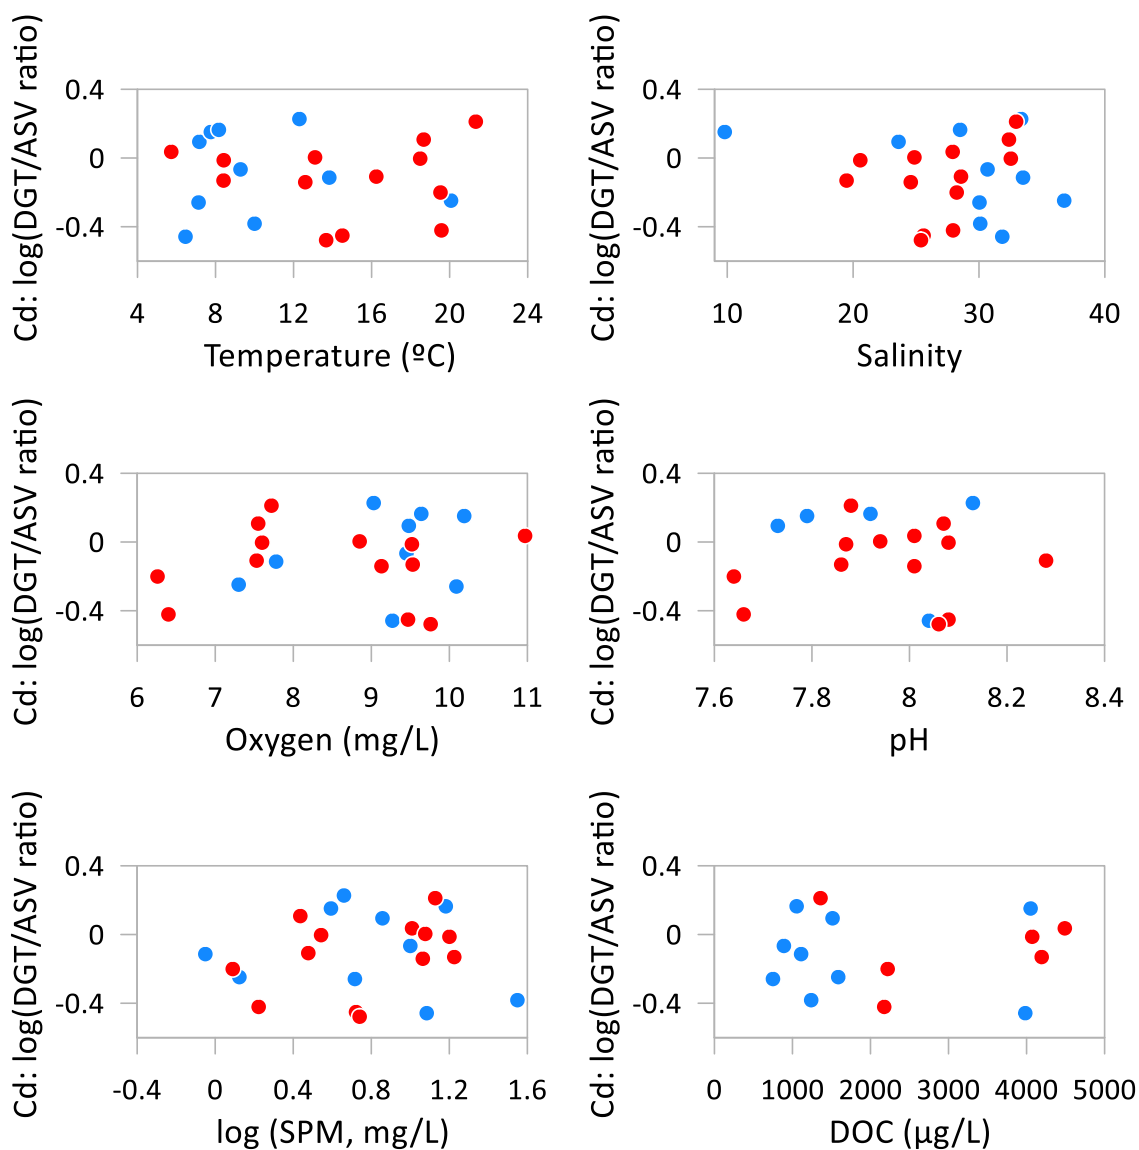 Cd: log(DGT/ASV ratio)
0.4
0
-0.4
4 8 12 16 20 24
Temperature (ºC)
Cd: log(DGT/ASV ratio)
0.4
0
-0.4
10 20 30 40
Salinity
Cd: log(DGT/ASV ratio)
0.4
0
-0.4
6 7 8 9 10 11
Oxygen (mg/L)
Cd: log(DGT/ASV ratio)
0.4
0
-0.4
7.6 7.8 8 8.2 8.4
pH
Cd: log(DGT/ASV ratio)
0.4
0
-0.4
-0.4 0 0.4 0.8 1.2 1.6
log (SPM, mg/L)
Cd: log(DGT/ASV ratio)
0.4
0
-0.4
0 1000 2000 3000 4000 5000
DOC (µg/L)